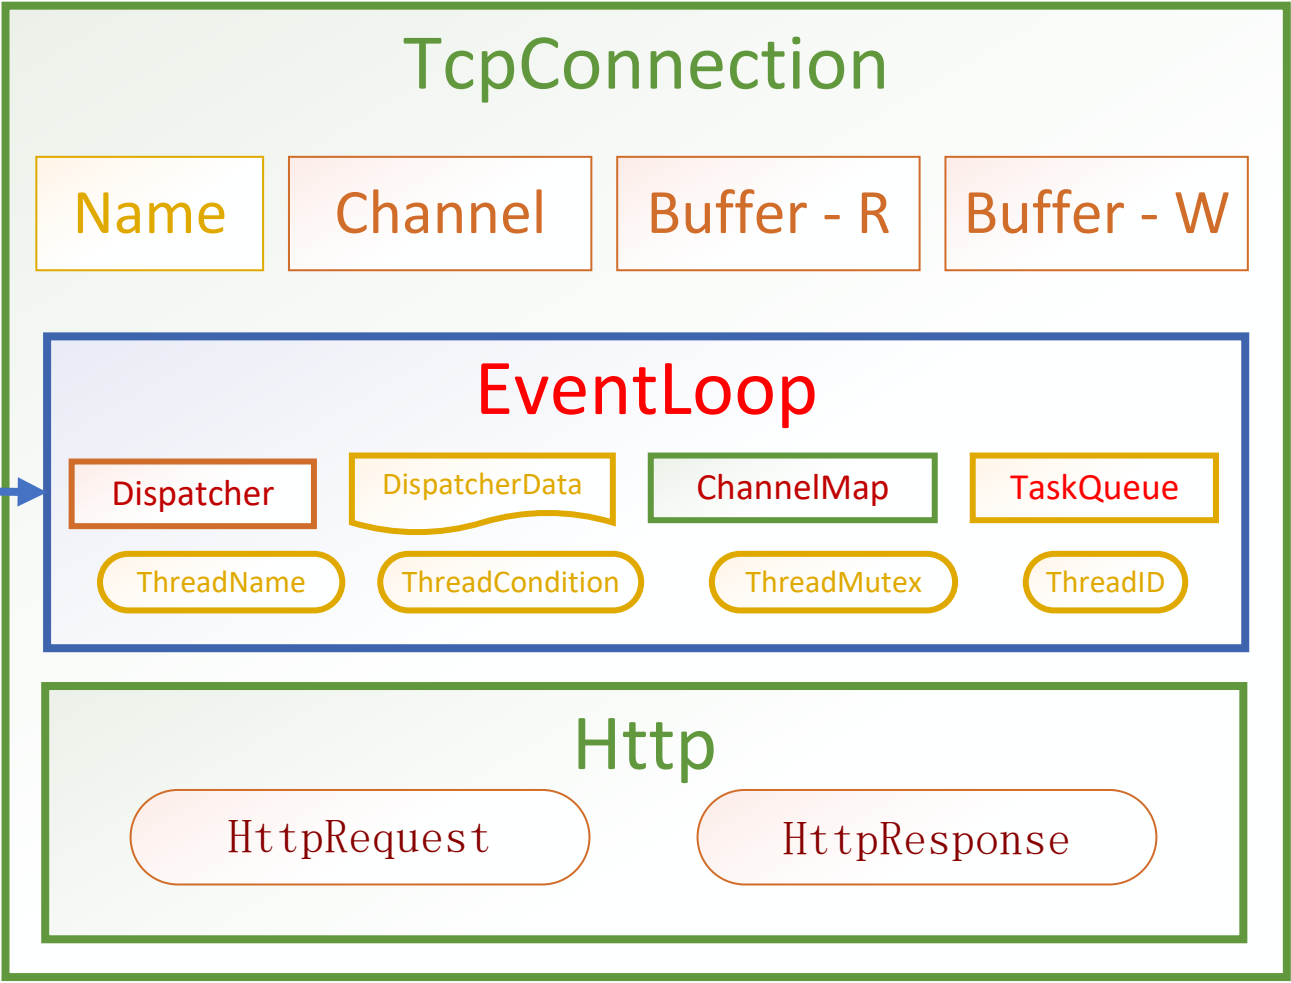 TcpConnection
Name
Channel
Buffer - R
Buffer - W
EventLoop
Dispatcher
DispatcherData
ChannelMap
TaskQueue
ThreadName
ThreadCondition
ThreadMutex
ThreadID
Http
HttpRequest
HttpResponse